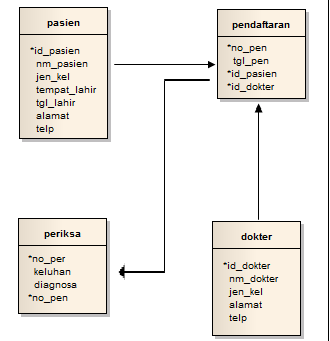 pasien
*id_pasien
nm_pasien
jen_kel
tempat_lahir
tgl_lahir
alamat
telp
pendaftaran
*no_pen
tgl_pen
*id_pasien
*id_dokter
periksa
*no_per
keluhan
diagnosa
*no_pen
dokter
*id_dokter
nm_dokter
jen_kel
alamat
telp